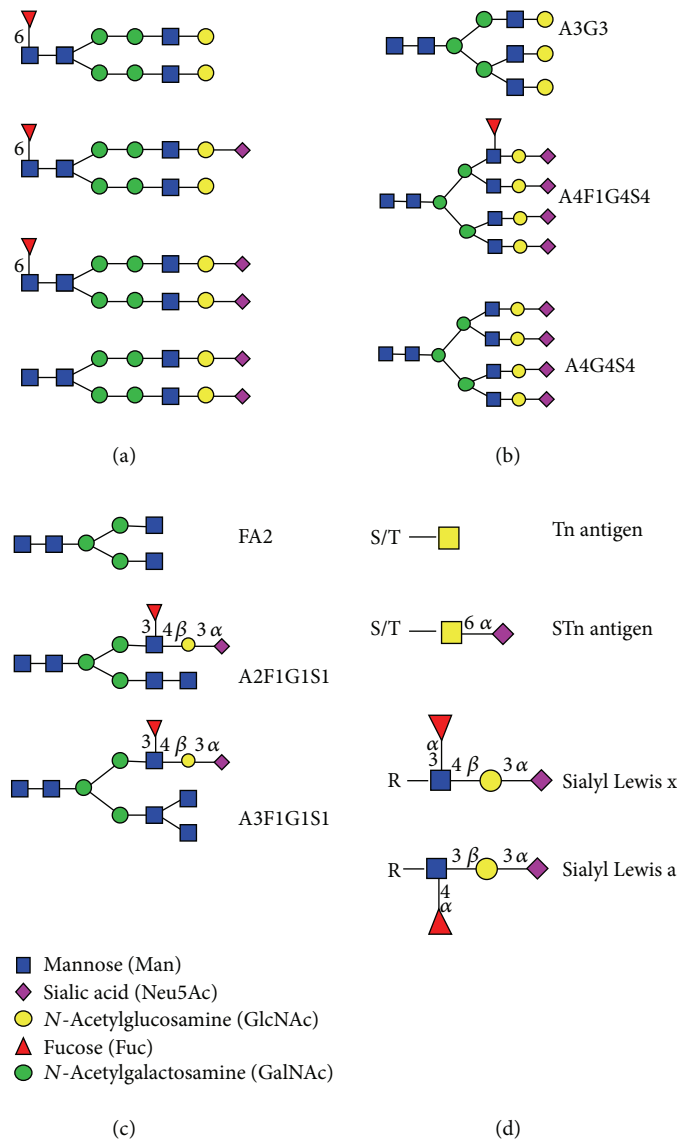 6
6
6
(a)
A3G3
A4F1G4S4
A4G4S4
(b)
FA2
3 4 β 3 α
A2F1G1S1
3 4 β 3 α
A3F1G1S1
Mannose (Man)
Sialic acid (Neu5Ac)
N-Acetylglucosamine (GlcNAc)
Fucose (Fuc)
N-Acetylgalactosamine (GalNAc)
(c)
S/T
Tn antigen
6 α
S/T
STn antigen
α
3 4 β 3 α
R
Sialyl Lewis x
3 β 3 α
R
Sialyl Lewis a
4
α
(d)